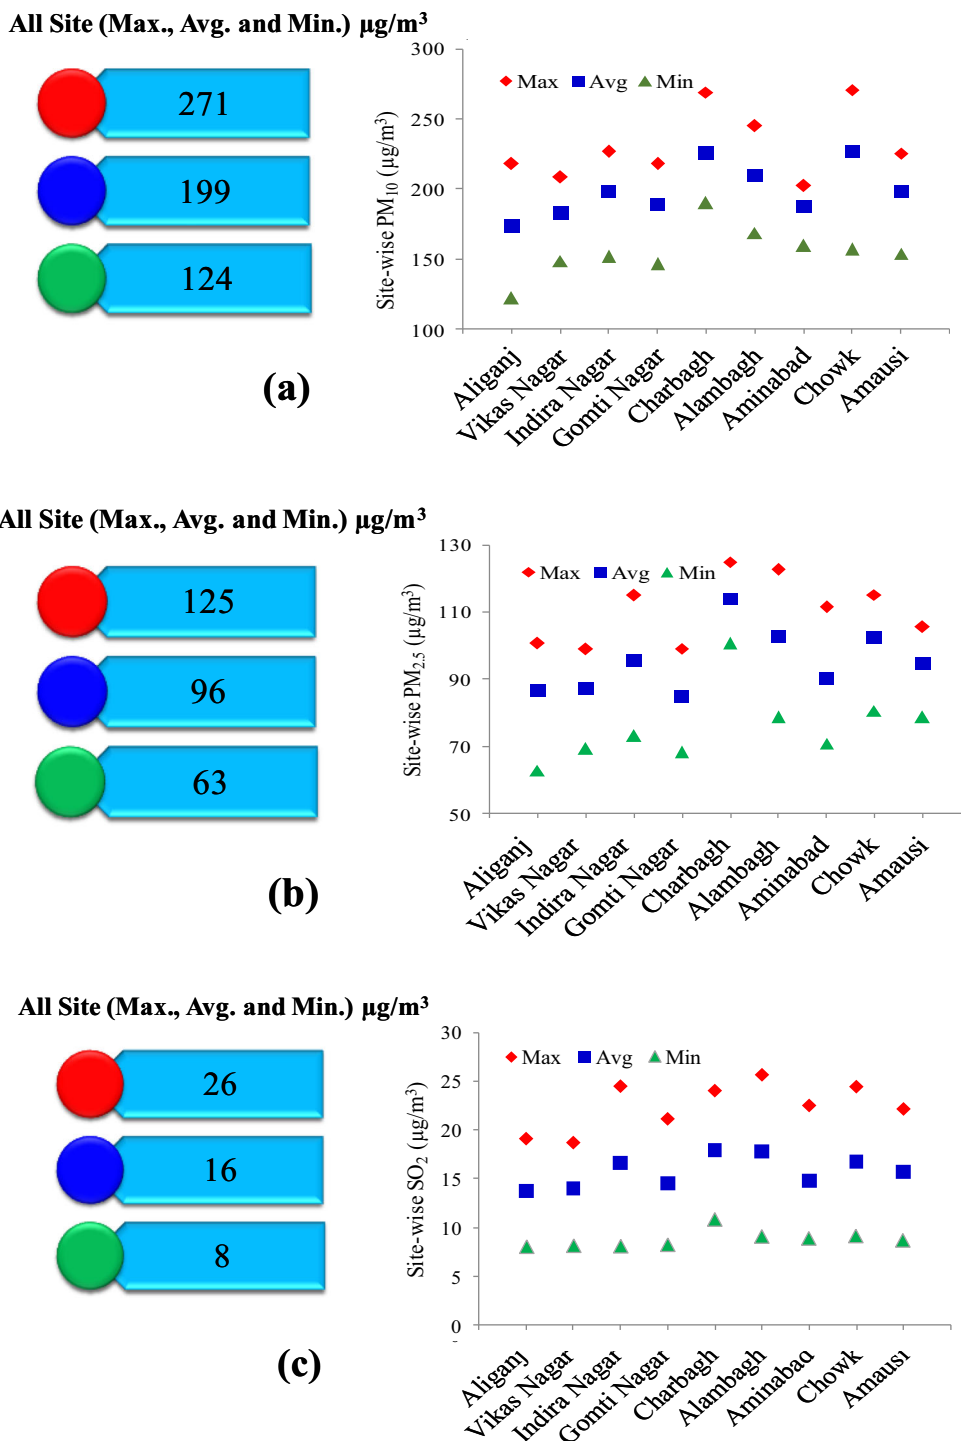 All Site (Max., Avg. and Min.) µg/m³
271
199
124
(a)
Site-wise PM₁₀ (µg/m³)
300
250
200
150
100
Max Avg Min
Aliganj
Vikas Nagar
Indira Nagar
Gomti Nagar
Charbagh
Alambagh
Aminabad
Chowk
Amausi
All Site (Max., Avg. and Min.) µg/m³
125
96
63
(b)
Site-wise PM₂.₅ (µg/m³)
130
110
90
70
50
Max Avg Min
Aliganj
Vikas Nagar
Indira Nagar
Gomti Nagar
Charbagh
Alambagh
Aminabad
Chowk
Amausi
All Site (Max., Avg. and Min.) µg/m³
26
16
8
(c)
Site-wise SO₂ (µg/m³)
30
25
20
15
10
5
0
Max Avg Min
Aliganj
Vikas Nagar
Indira Nagar
Gomti Nagar
Charbagh
Alambagh
Aminabad
Chowk
Amausi